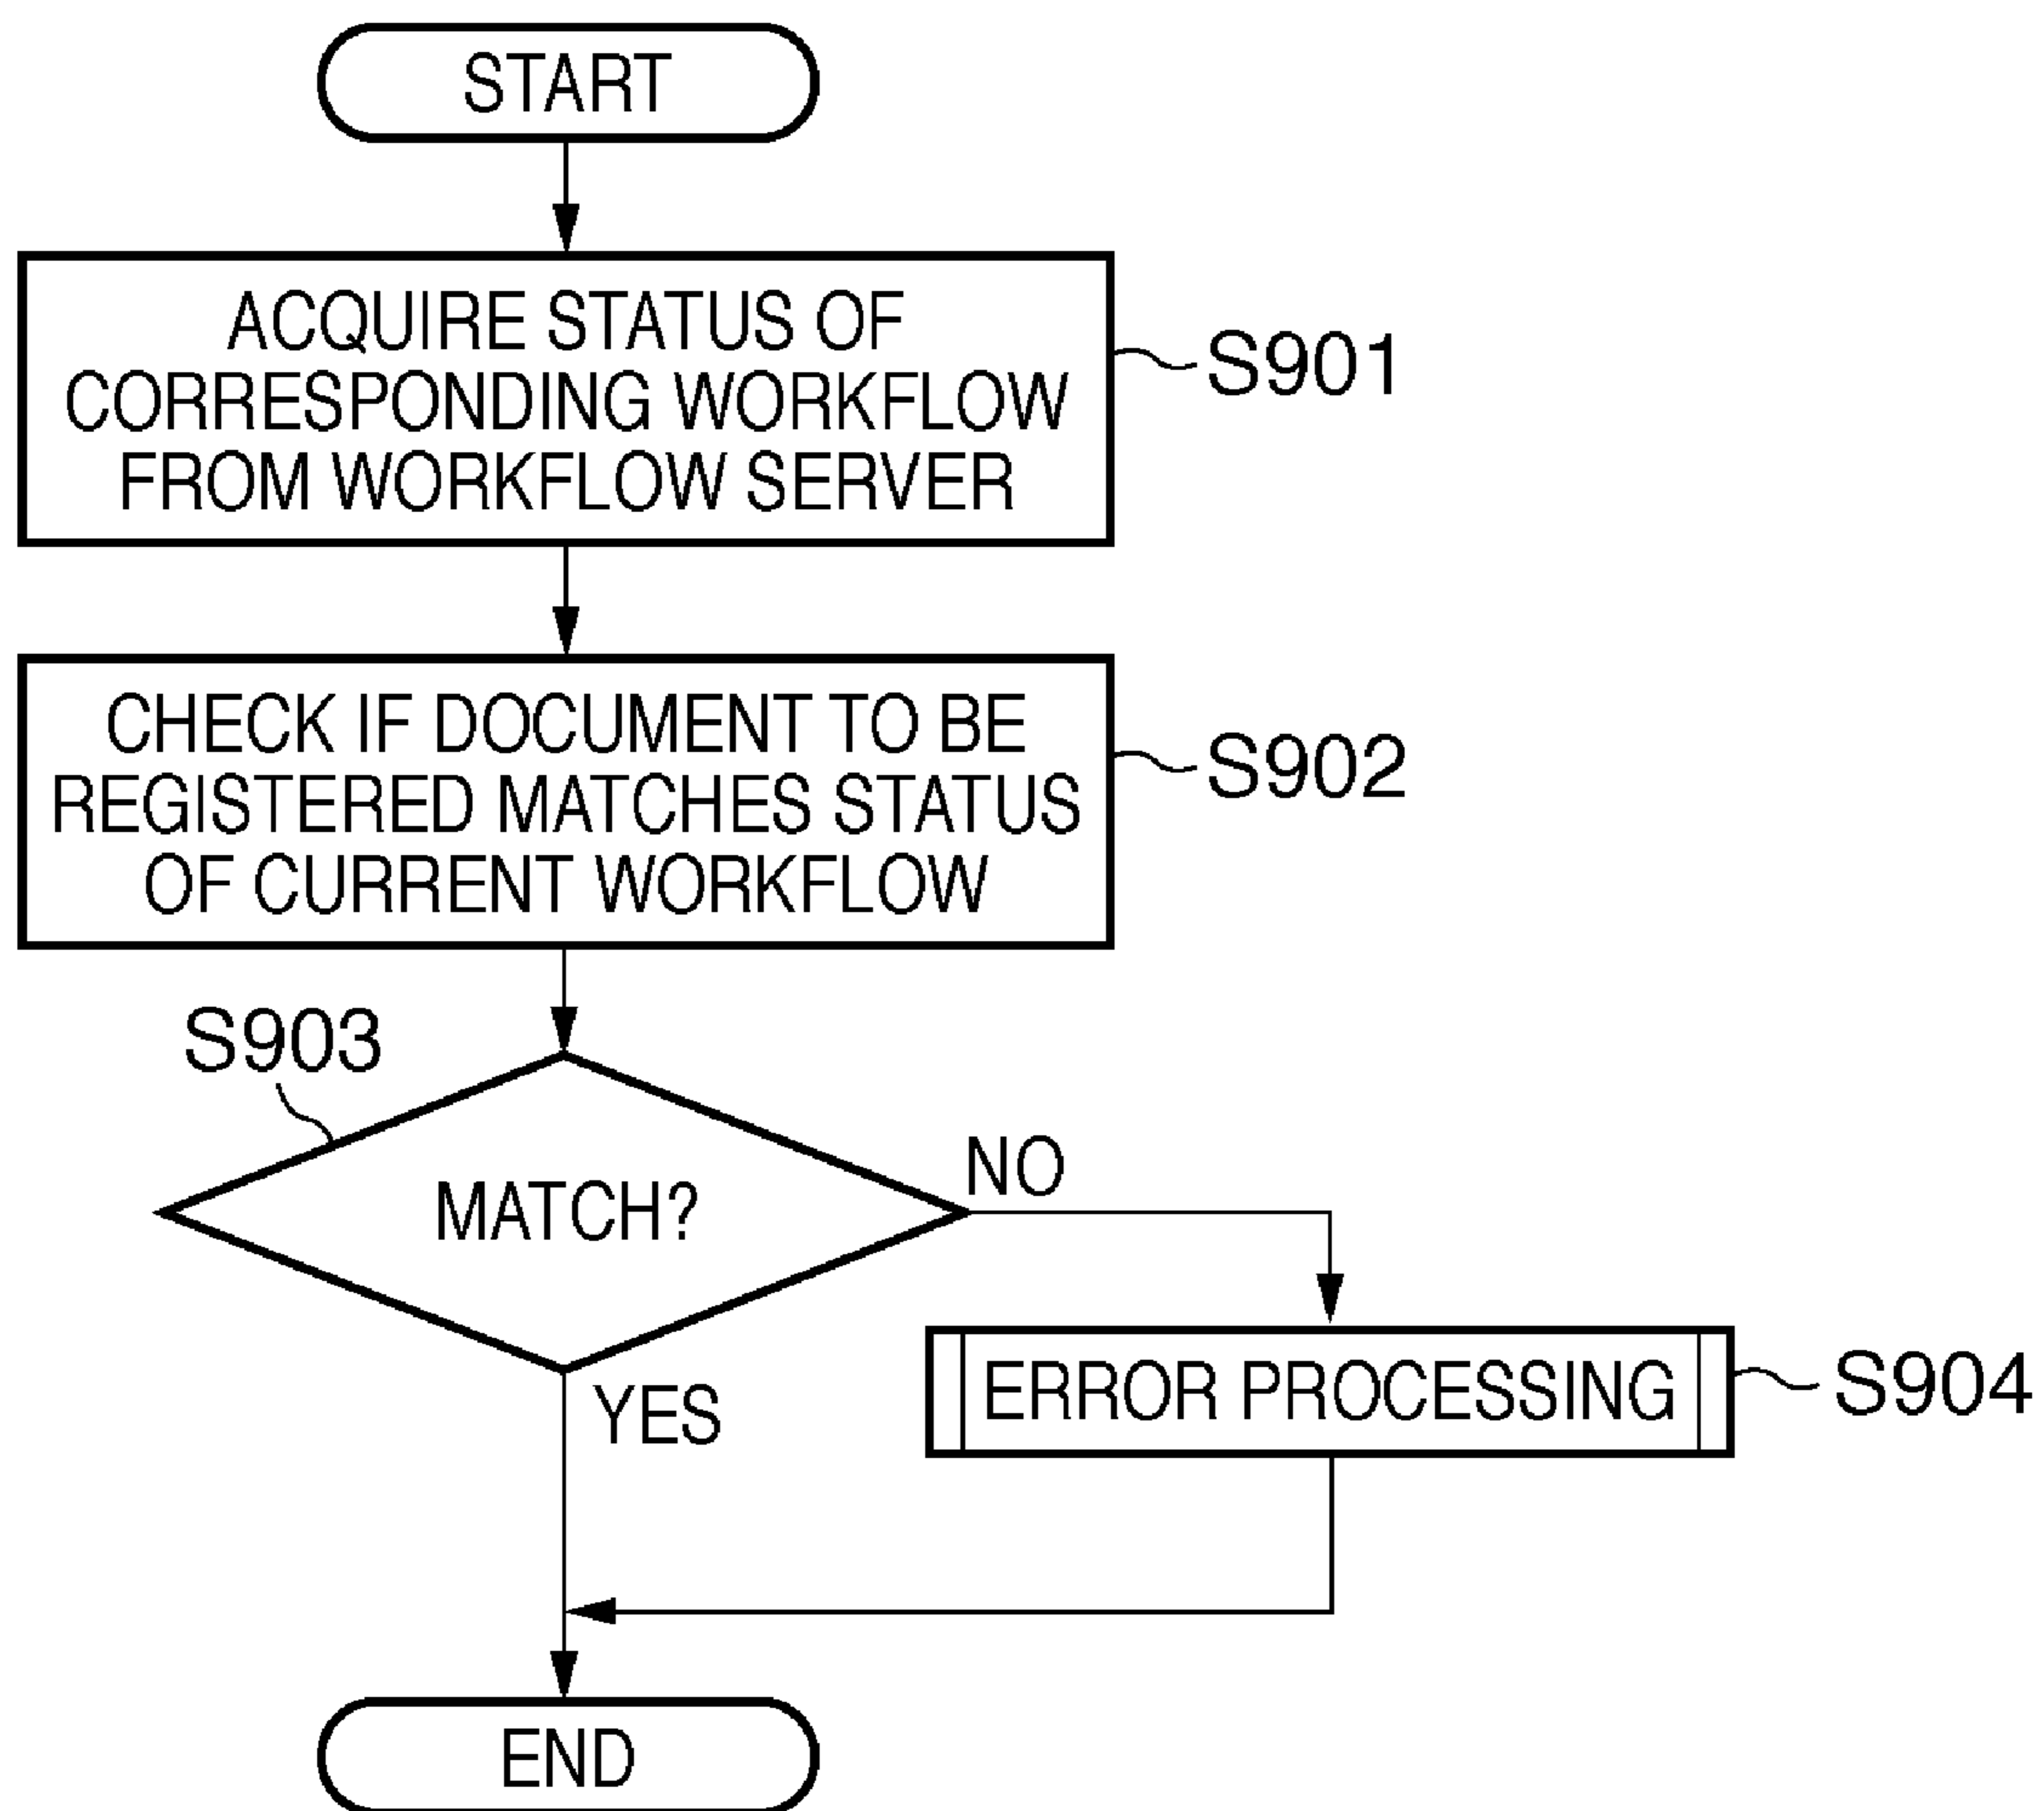 START
ACQUIRE STATUS OF
CORRESPONDING WORKFLOW
FROM WORKFLOW SERVER
S901
CHECK IF DOCUMENT TO BE
REGISTERED MATCHES STATUS
OF CURRENT WORKFLOW
S902
S903
MATCH?
NO
YES
ERROR PROCESSING
S904
END